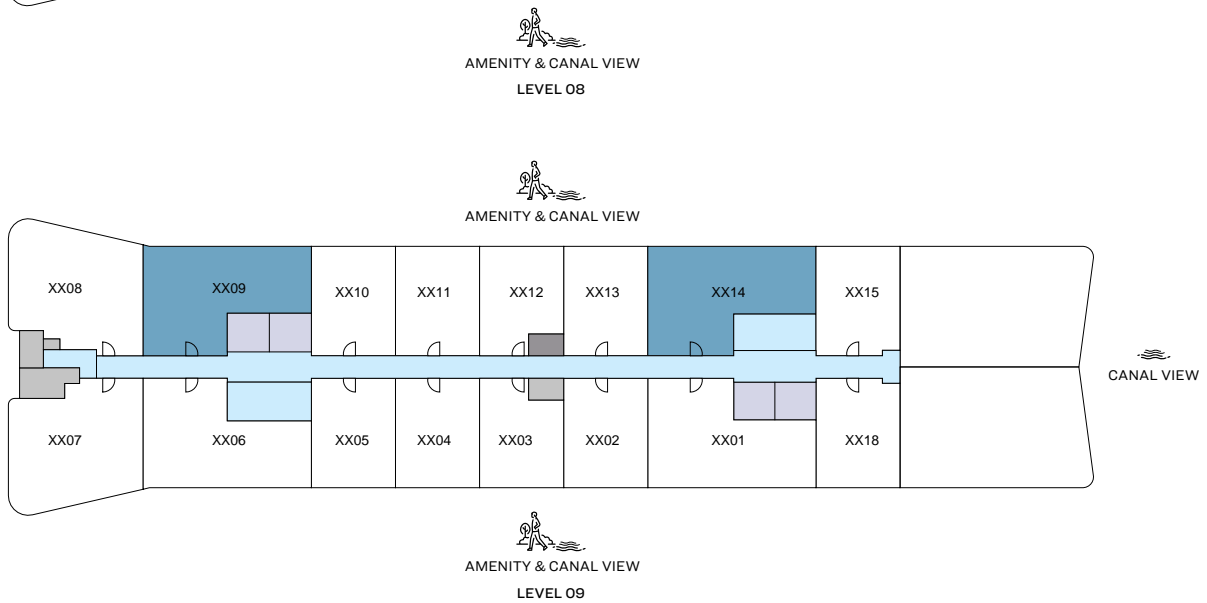 AMENITY & CANAL VIEW
LEVEL 08
AMENITY & CANAL VIEW
XX08
XX09
XX10
XX11
XX12
XX13
XX14
XX15
CANAL VIEW
XX07
XX06
XX05
XX04
XX03
XX02
XX01
XX18
AMENITY & CANAL VIEW
LEVEL 09